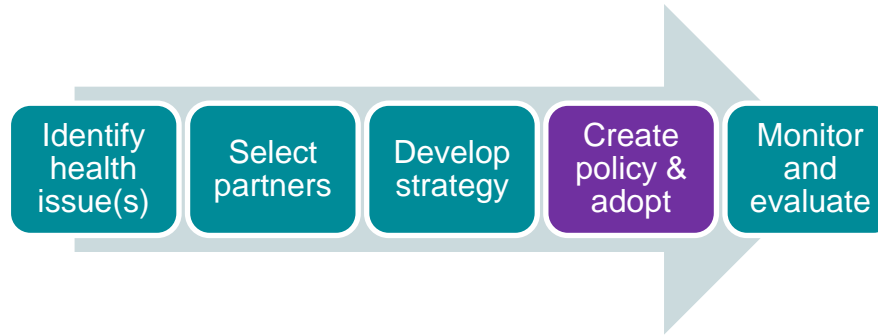 Identify
health
issue(s)
Select
partners
Develop
strategy
Create
policy &
adopt
Monitor
and
evaluate